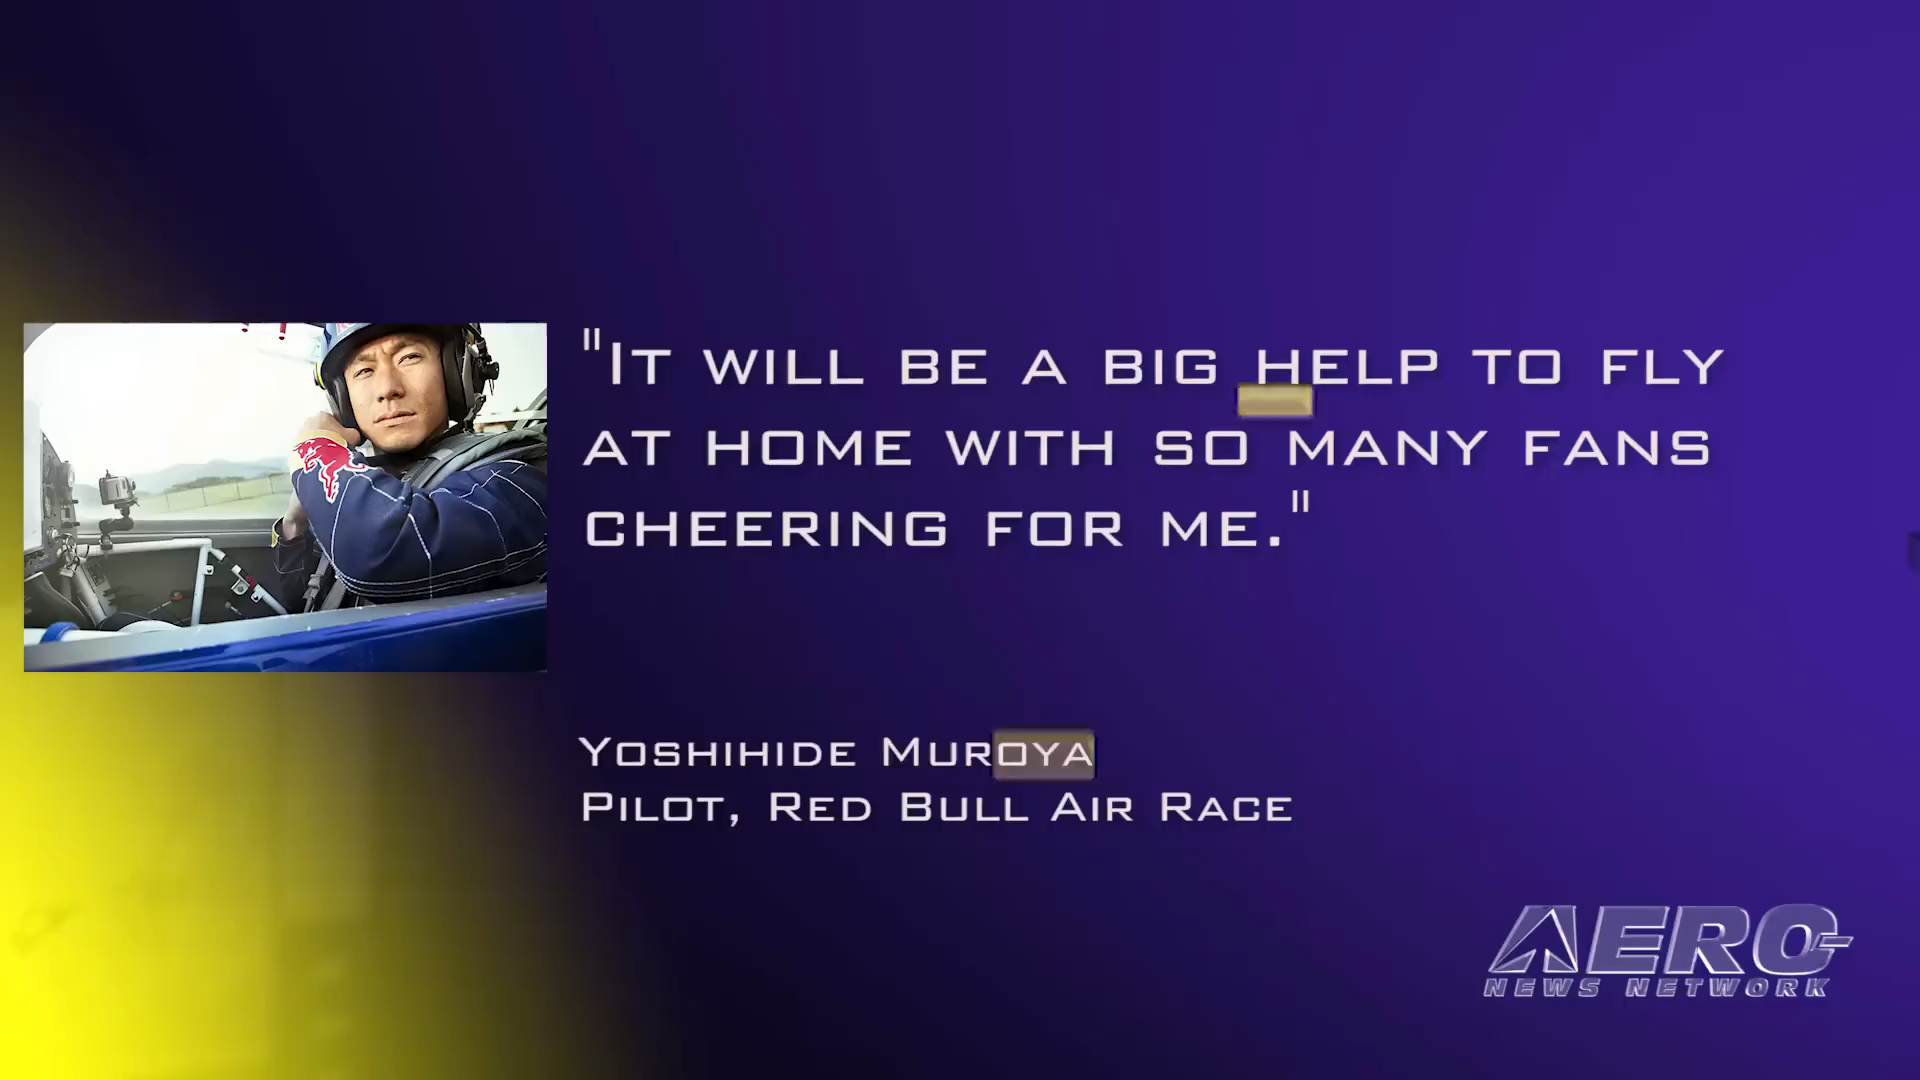 "It will be a big help to fly
at home with so many fans
cheering for me."
Yoshihide Muroya
Pilot, Red Bull Air Race
AERO
NEWS NETWORK